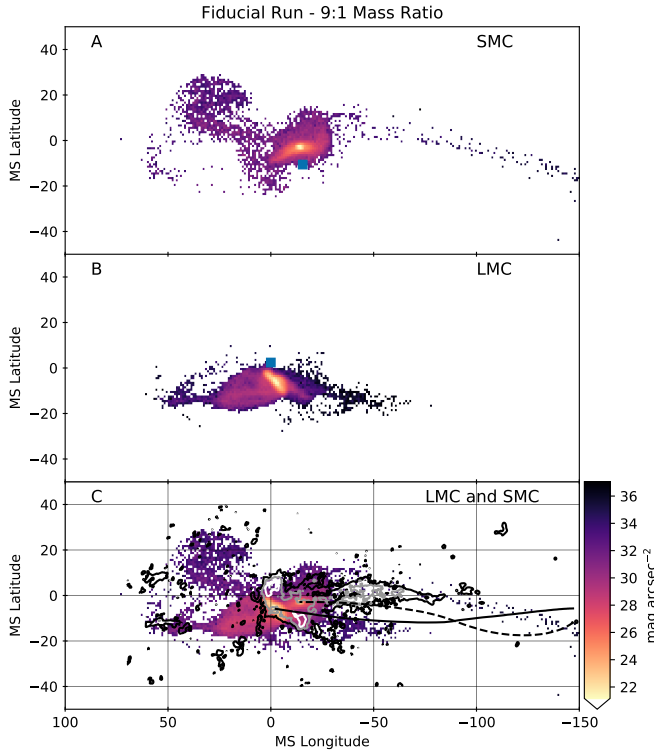 Fiducial Run - 9:1 Mass Ratio
A
SMC
40
20
0
−20
−40
MS Latitude
B
LMC
40
20
0
−20
−40
MS Latitude
C
LMC and SMC
40
20
0
−20
−40
MS Latitude
100
50
0
−50
−100
−150
MS Longitude
36
34
32
30
28
26
24
22
mag arcsec⁻²